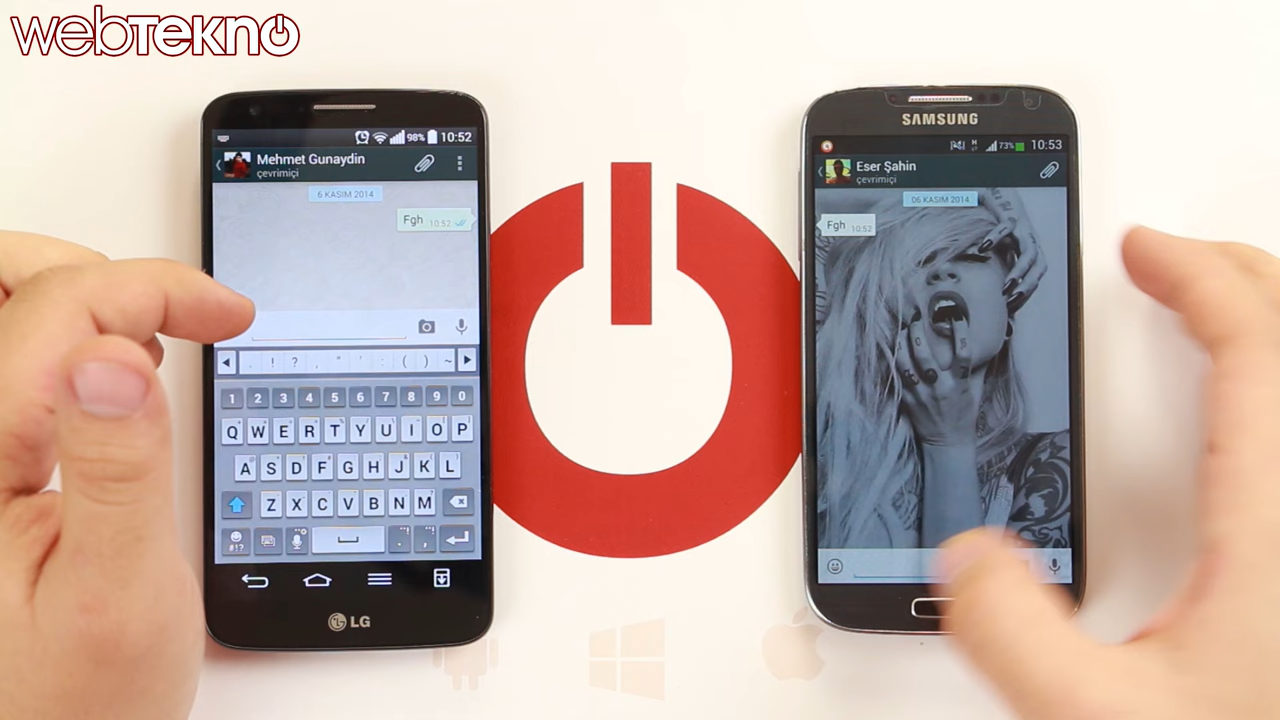 webTEKNO
98% 10:52
Mehmet Gunaydin
çevrimiçi
6 KASIM 2014
Fgh 10:52
. ! ? , " ' : ( ) ~
1 2 3 4 5 6 7 8 9 0
Q W E R T Y U I O P
A S D F G H J K L
Z X C V B N M
#!?
LG
SAMSUNG
H 73% 10:53
Eser Şahin
çevrimiçi
06 KASIM 2014
Fgh 10:52